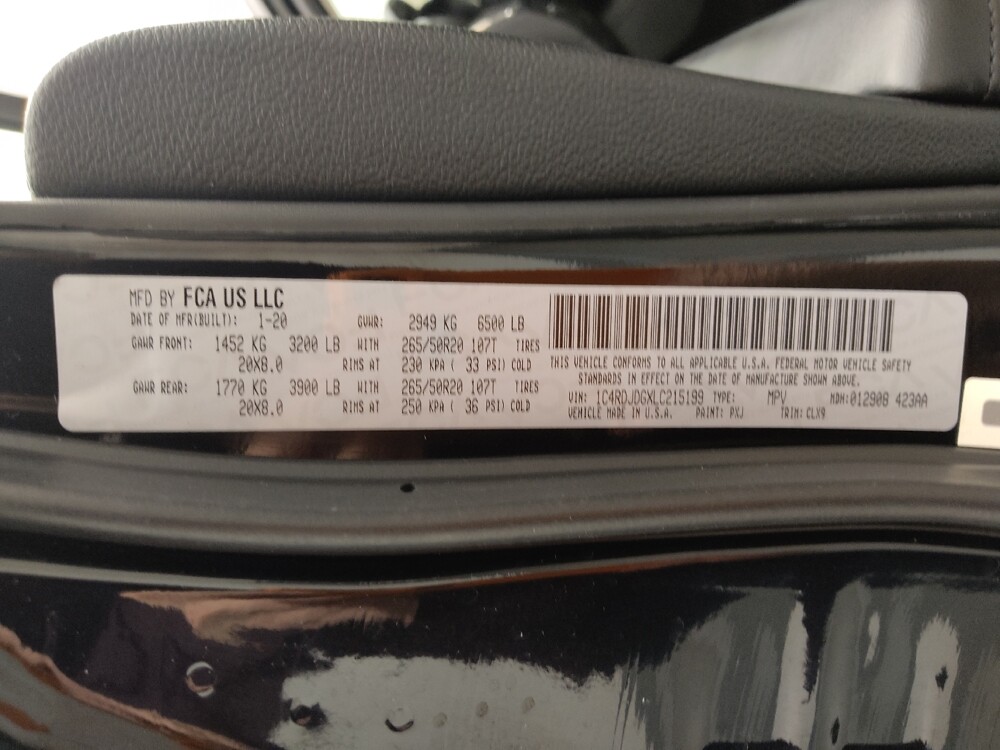 MFD BY FCA US LLC
DATE OF MFR(BUILT): 1-20 GVWR: 2949 KG 6500 LB
GAWR FRONT: 1452 KG 3200 LB WITH 265/50R20 107T TIRES
20X8.0 RIMS AT 230 KPA ( 33 PSI) COLD
GAWR REAR: 1770 KG 3900 LB WITH 265/50R20 107T TIRES
20X8.0 RIMS AT 250 KPA ( 36 PSI) COLD
THIS VEHICLE CONFORMS TO ALL APPLICABLE U.S.A. FEDERAL MOTOR VEHICLE SAFETY
STANDARDS IN EFFECT ON THE DATE OF MANUFACTURE SHOWN ABOVE.
VIN: 1C4RDJDGXLC215199 TYPE: MPV MDH:012908 423AA
VEHICLE MADE IN U.S.A. PAINT: PXJ TRIM: CLX9